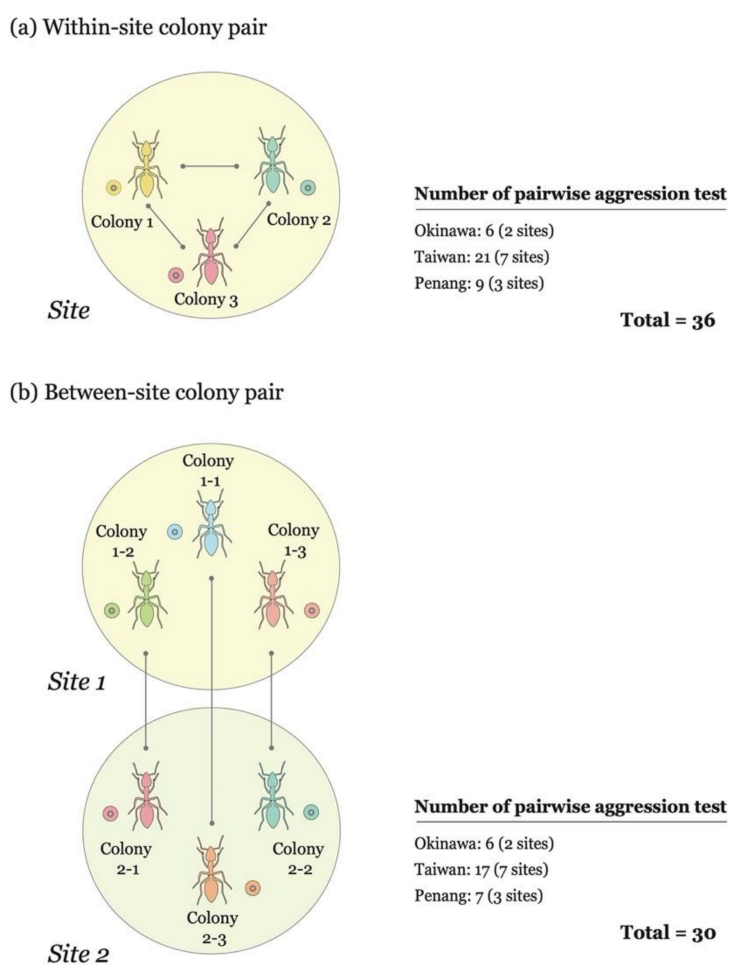 (a) Within-site colony pair
Colony 1
Colony 2
Colony 3
Site
Number of pairwise aggression test
Okinawa: 6 (2 sites)
Taiwan: 21 (7 sites)
Penang: 9 (3 sites)
Total = 36
(b) Between-site colony pair
Colony
1-1
Colony
1-2
Colony
1-3
Site 1
Colony
2-1
Colony
2-2
Colony
2-3
Site 2
Number of pairwise aggression test
Okinawa: 6 (2 sites)
Taiwan: 17 (7 sites)
Penang: 7 (3 sites)
Total = 30